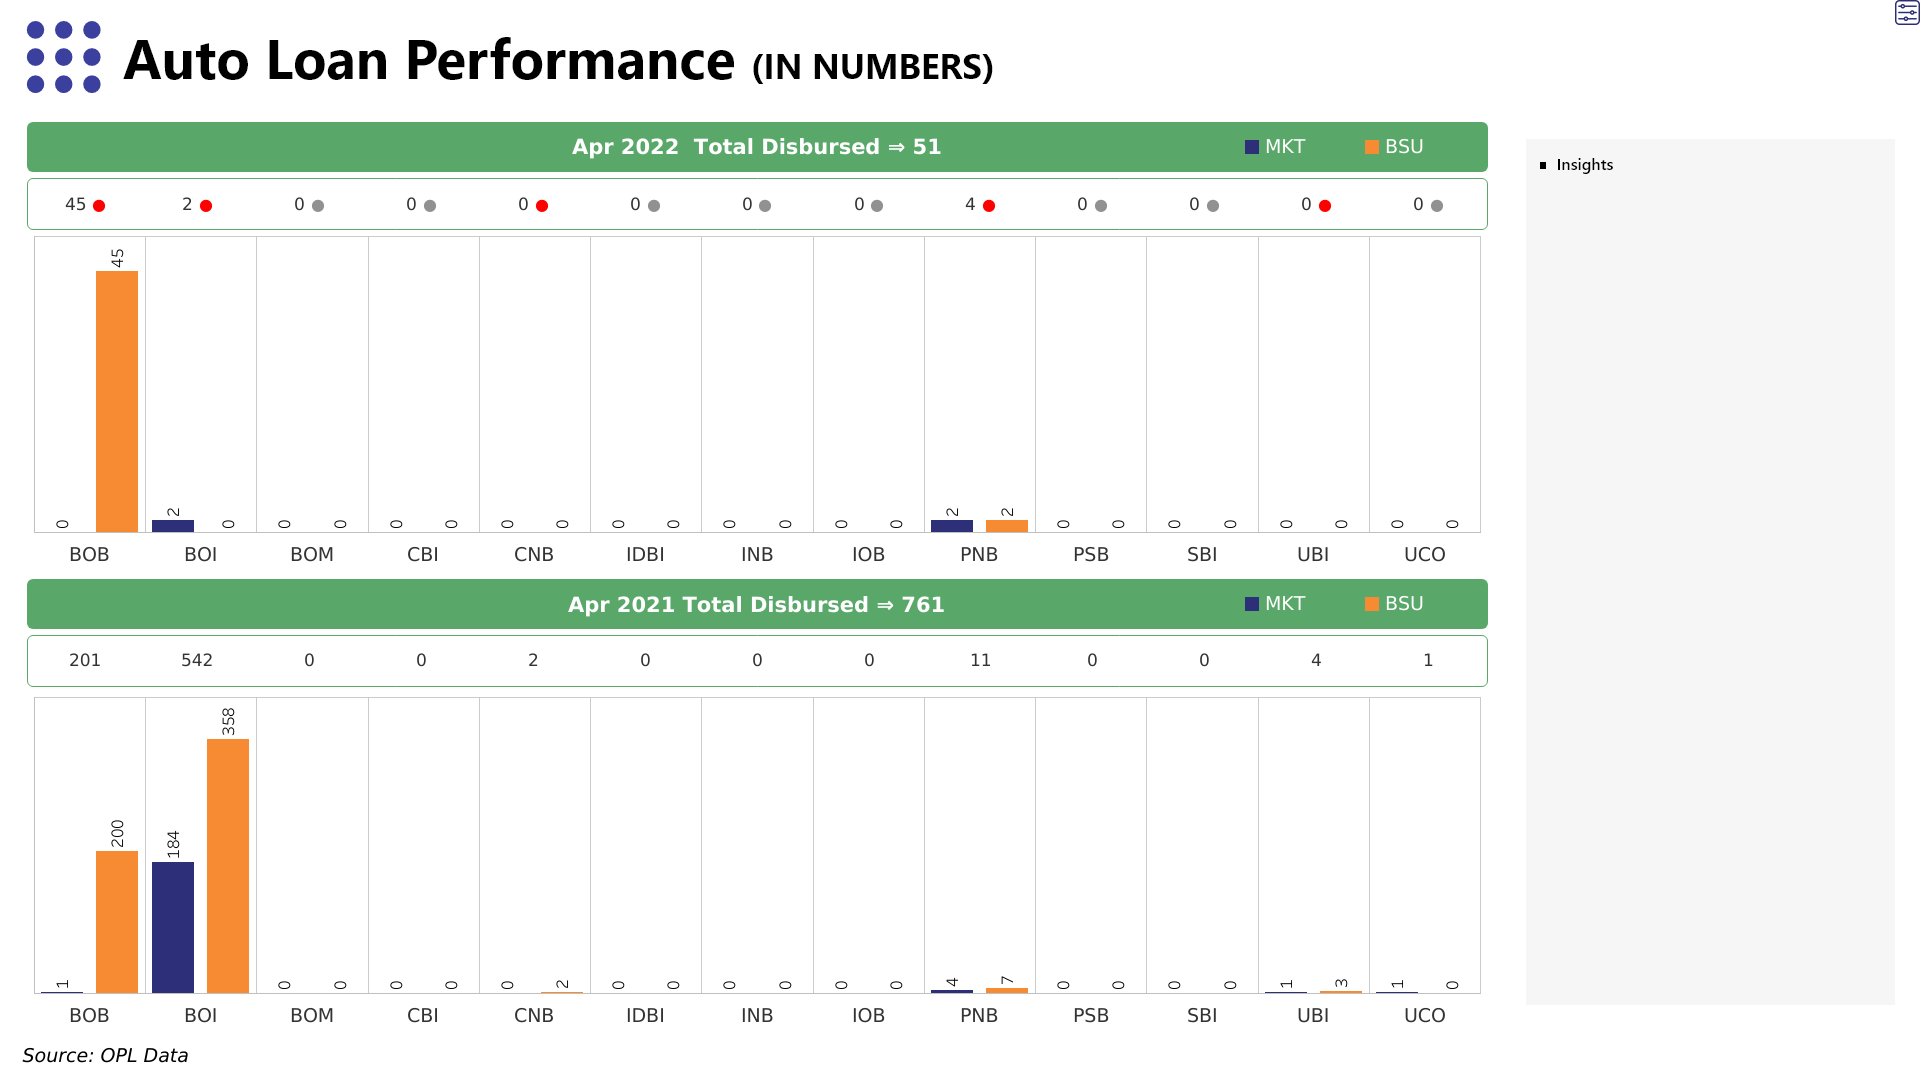 Auto Loan Performance (IN NUMBERS)
Apr 2022 Total Disbursed ⇒ 51 MKT BSU
45 2 0 0 0 0 0 0 4 0 0 0 0
0 45 2 0 0 0 0 0 0 0 0 0 0 0 0 0 2 2 0 0 0 0 0 0 0 0
BOB BOI BOM CBI CNB IDBI INB IOB PNB PSB SBI UBI UCO
Apr 2021 Total Disbursed ⇒ 761 MKT BSU
201 542 0 0 2 0 0 0 11 0 0 4 1
1 200 184 358 0 0 0 0 0 2 0 0 0 0 0 0 4 7 0 0 0 0 1 3 1 0
BOB BOI BOM CBI CNB IDBI INB IOB PNB PSB SBI UBI UCO
Source: OPL Data
▪ Insights